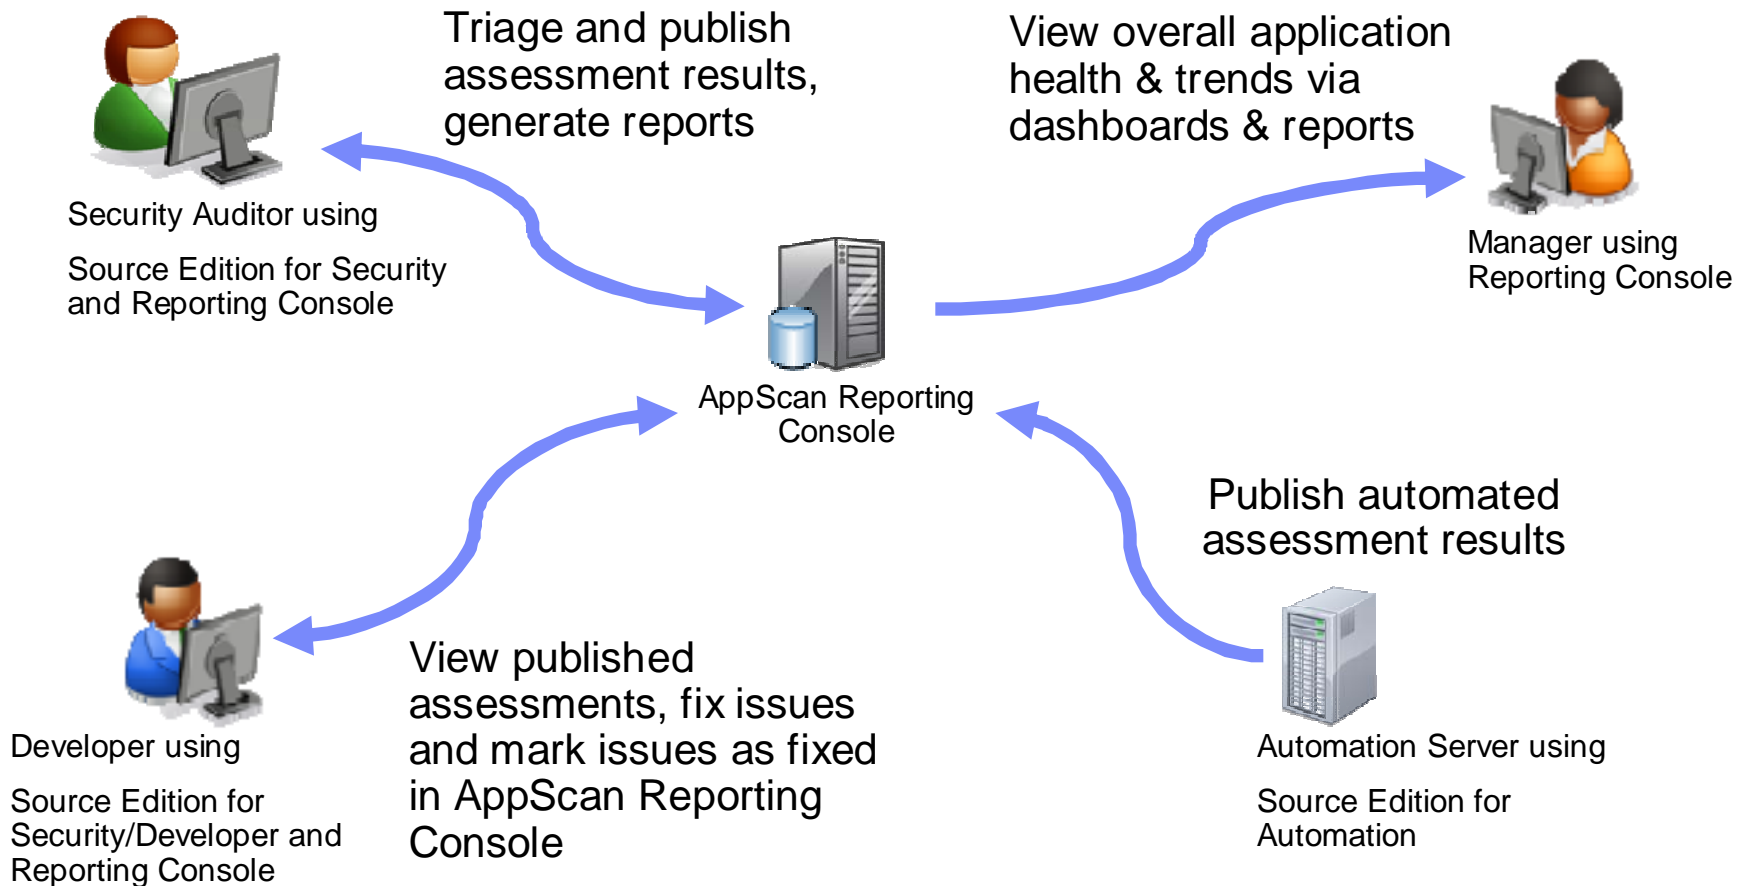 Triage and publish
assessment results,
generate reports
View overall application
health & trends via
dashboards & reports
Security Auditor using
Source Edition for Security
and Reporting Console
Manager using
Reporting Console
AppScan Reporting
Console
Publish automated
assessment results
View published
assessments, fix issues
and mark issues as fixed
in AppScan Reporting
Console
Developer using
Source Edition for
Security/Developer and
Reporting Console
Automation Server using
Source Edition for
Automation